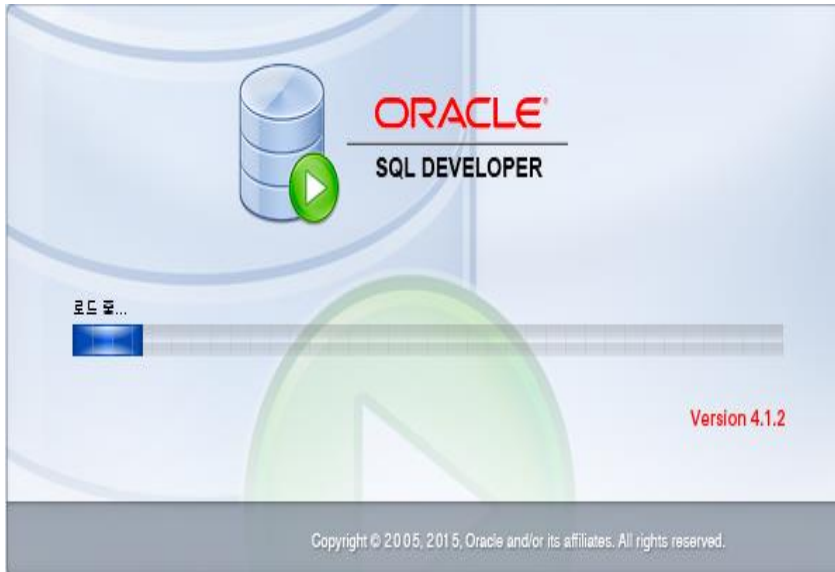 ORACLE®
SQL DEVELOPER
로드 중...
Version 4.1.2
Copyright © 2005, 2015, Oracle and/or its affiliates. All rights reserved.